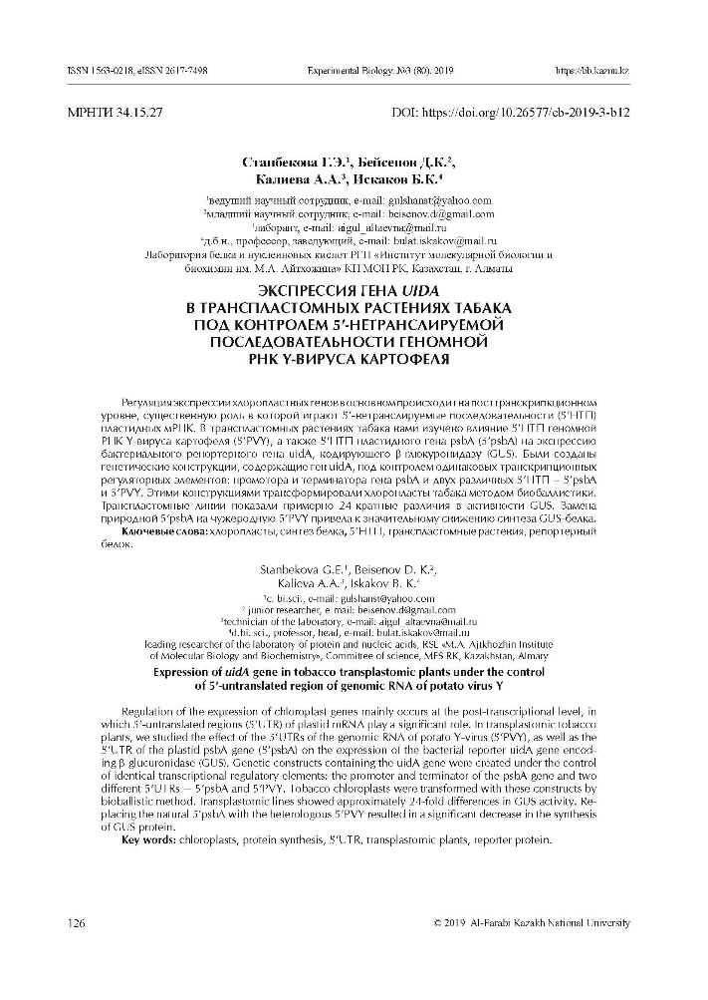 ISSN 1563-0218, eISSN 2617-7498 Experimental Biology. №3 (80). 2019 https://bb.kaznu.kz
МРНТИ 34.15.27 DOI: https://doi.org/10.26577/eb-2019-3-b12
Станбекова Г.Э.¹, Бейсенов Д.К.²,
Калиева А.А.³, Искаков Б.К.⁴
¹ведущий научный сотрудник, e-mail: gulshanst@yahoo.com
²младший научный сотрудник, e-mail: beisenov.d@gmail.com
³лаборант, e-mail: aigul_altaevna@mail.ru
⁴д.б.н., профессор, заведующий, e-mail: bulat.iskakov@mail.ru
Лаборатория белка и нуклеиновых кислот РГП «Институт молекулярной биологии и
биохимии им. М.А. Айтхожина» КН МОН РК, Казахстан, г. Алматы
ЭКСПРЕССИЯ ГЕНА UIDA
В ТРАНСПЛАСТОМНЫХ РАСТЕНИЯХ ТАБАКА
ПОД КОНТРОЛЕМ 5′-НЕТРАНСЛИРУЕМОЙ
ПОСЛЕДОВАТЕЛЬНОСТИ ГЕНОМНОЙ
РНК Y-ВИРУСА КАРТОФЕЛЯ
Регуляция экспрессии хлоропластных генов в основном происходит на посттранскрипционном
уровне, существенную роль в которой играют 5′-нетранслируемые последовательности (5′НТП)
пластидных мРНК. В транспластомных растениях табака нами изучено влияние 5′НТП геномной
РНК Y-вируса картофеля (5′PVY), а также 5′НТП пластидного гена psbA (5′psbA) на экспрессию
бактериального репортерного гена uidA, кодирующего β-глюкуронидазу (GUS). Были созданы
генетические конструкции, содержащие ген uidA, под контролем одинаковых транскрипционных
регуляторных элементов: промотора и терминатора гена psbA и двух различных 5′НТП – 5′psbA
и 5′PVY. Этими конструкциями трансформировали хлоропласты табака методом биобаллистики.
Транспластомные линии показали примерно 24-кратные различия в активности GUS. Замена
природной 5′psbA на чужеродную 5′PVY привела к значительному снижению синтеза GUS-белка.
Ключевые слова: хлоропласты, синтез белка, 5′НТП, транспластомные растения, репортерный
белок.
Stanbekova G.E.¹, Beisenov D. K.²,
Kalieva A.A.³, Iskakov B. K.⁴
¹c. bi.sci., e-mail: gulshanst@yahoo.com
² junior researcher, e-mail: beisenov.d@gmail.com
³technician of the laboratory, e-mail: aigul_altaevna@mail.ru
⁴d.bi. sci., professor, head, e-mail: bulat.iskakov@mail.ru
leading researcher of the laboratory of protein and nucleic acids, RSE «M.A. Ajtkhozhin Institute
of Molecular Biology and Biochemistry», Commitree of science, MES RK, Kazakhstan, Almaty
Expression of uidA gene in tobacco transplastomic plants under the control
of 5′-untranslated region of genomic RNA of potato virus Y
Regulation of the expression of chloroplast genes mainly occurs at the post-transcriptional level, in
which 5′-untranslated regions (5′UTR) of plastid mRNA play a significant role. In transplastomic tobacco
plants, we studied the effect of the 5′UTRs of the genomic RNA of potato Y-virus (5′PVY), as well as the
5′UTR of the plastid psbA gene (5′psbA) on the expression of the bacterial reporter uidA gene encod-
ing β-glucuronidase (GUS). Genetic constructs containing the uidA gene were created under the control
of identical transcriptional regulatory elements: the promoter and terminator of the psbA gene and two
different 5′UTRs – 5′psbA and 5′PVY. Tobacco chloroplasts were transformed with these constructs by
bioballistic method. Transplastomic lines showed approximately 24-fold differences in GUS activity. Re-
placing the natural 5′psbA with the heterologous 5′PVY resulted in a significant decrease in the synthesis
of GUS protein.
Key words: chloroplasts, protein synthesis, 5′UTR, transplastomic plants, reporter protein.
126 © 2019 Al-Farabi Kazakh National University